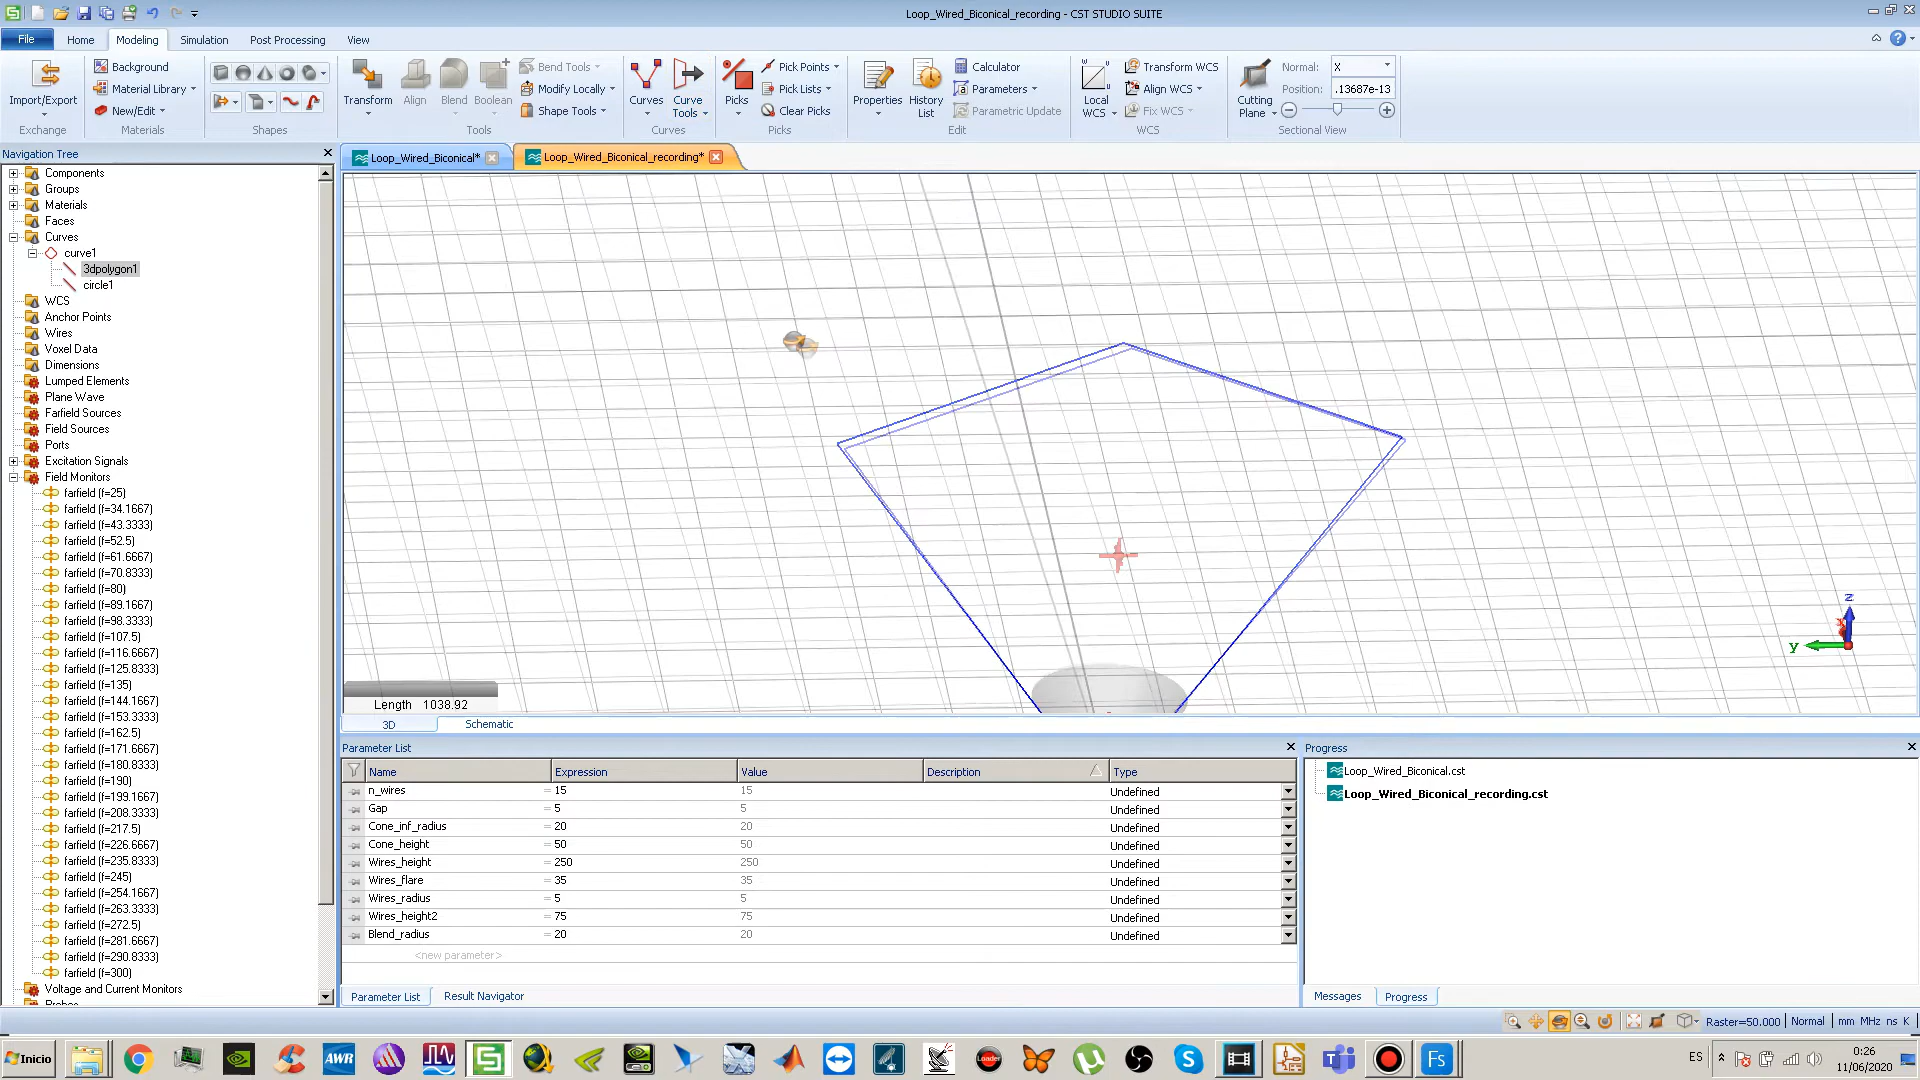 Loop_Wired_Biconical_recording - CST STUDIO SUITE
File Home Modeling Simulation Post Processing View
Import/Export
Exchange
Background
Material Library
New/Edit
Materials
Shapes
Transform
Align
Blend
Boolean
Bend Tools
Modify Locally
Shape Tools
Tools
Curves
Curve Tools
Curves
Picks
Pick Points
Pick Lists
Clear Picks
Picks
Properties
History List
Calculator
Parameters
Parametric Update
Edit
Local WCS
Transform WCS
Align WCS
Fix WCS
WCS
Cutting Plane
Normal: X
Position: .13687e-13
Sectional View
Navigation Tree
Components
Groups
Materials
Faces
Curves
curve1
3dpolygon1
circle1
WCS
Anchor Points
Wires
Voxel Data
Dimensions
Lumped Elements
Plane Wave
Farfield Sources
Field Sources
Ports
Excitation Signals
Field Monitors
farfield (f=25)
farfield (f=34.1667)
farfield (f=43.3333)
farfield (f=52.5)
farfield (f=61.6667)
farfield (f=70.8333)
farfield (f=80)
farfield (f=89.1667)
farfield (f=98.3333)
farfield (f=107.5)
farfield (f=116.6667)
farfield (f=125.8333)
farfield (f=135)
farfield (f=144.1667)
farfield (f=153.3333)
farfield (f=162.5)
farfield (f=171.6667)
farfield (f=180.8333)
farfield (f=190)
farfield (f=199.1667)
farfield (f=208.3333)
farfield (f=217.5)
farfield (f=226.6667)
farfield (f=235.8333)
farfield (f=245)
farfield (f=254.1667)
farfield (f=263.3333)
farfield (f=272.5)
farfield (f=281.6667)
farfield (f=290.8333)
farfield (f=300)
Voltage and Current Monitors
Loop_Wired_Biconical* Loop_Wired_Biconical_recording*
z
y
Length 1038.92
3D Schematic
Parameter List
Name Expression Value Description Type
n_wires = 15 15 Undefined
Gap = 5 5 Undefined
Cone_inf_radius = 20 20 Undefined
Cone_height = 50 50 Undefined
Wires_height = 250 250 Undefined
Wires_flare = 35 35 Undefined
Wires_radius = 5 5 Undefined
Wires_height2 = 75 75 Undefined
Blend_radius = 20 20 Undefined
<new parameter>
Parameter List Result Navigator
Progress
Loop_Wired_Biconical.cst
Loop_Wired_Biconical_recording.cst
Messages Progress
Raster=50.000 Normal mm MHz ns K
Inicio
AWR
Loader
Fs
ES
0:26
11/06/2020